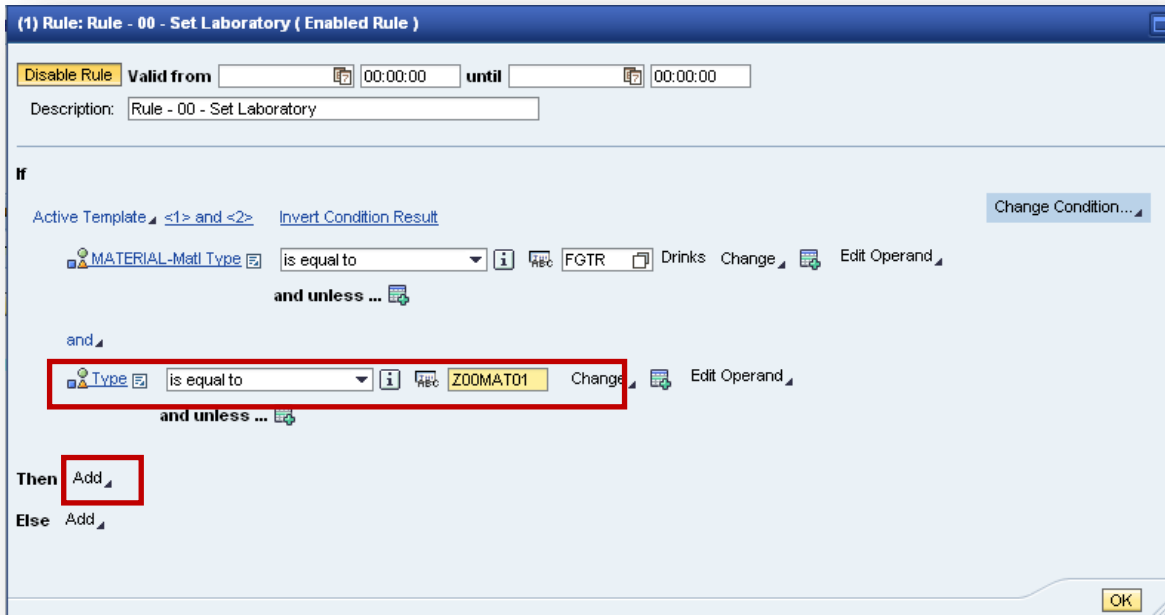 (1) Rule: Rule - 00 - Set Laboratory ( Enabled Rule )
Disable Rule Valid from 00:00:00 until 00:00:00
Description: Rule - 00 - Set Laboratory
If
Change Condition...
Active Template <1> and <2> Invert Condition Result
MATERIAL-Matl Type is equal to FGTR Drinks Change Edit Operand
and unless ...
and
Type is equal to Z00MAT01 Change Edit Operand
and unless ...
Then Add
Else Add
OK